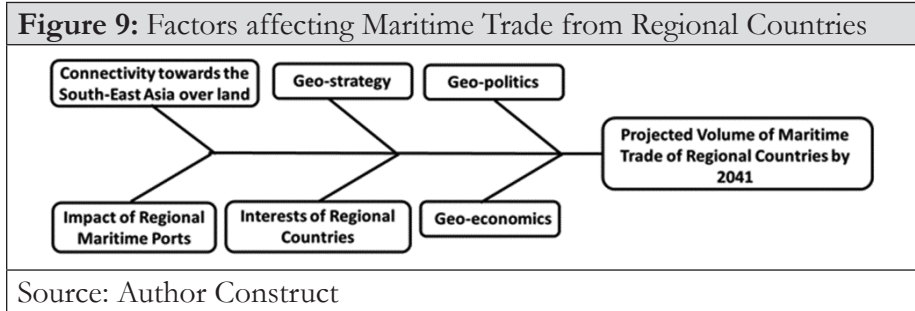 Figure 9: Factors affecting Maritime Trade from Regional Countries
Connectivity towards the
South-East Asia over land
Geo-strategy
Geo-politics
Projected Volume of Maritime
Trade of Regional Countries by
2041
Impact of Regional
Maritime Ports
Interests of Regional
Countries
Geo-economics
Source: Author Construct